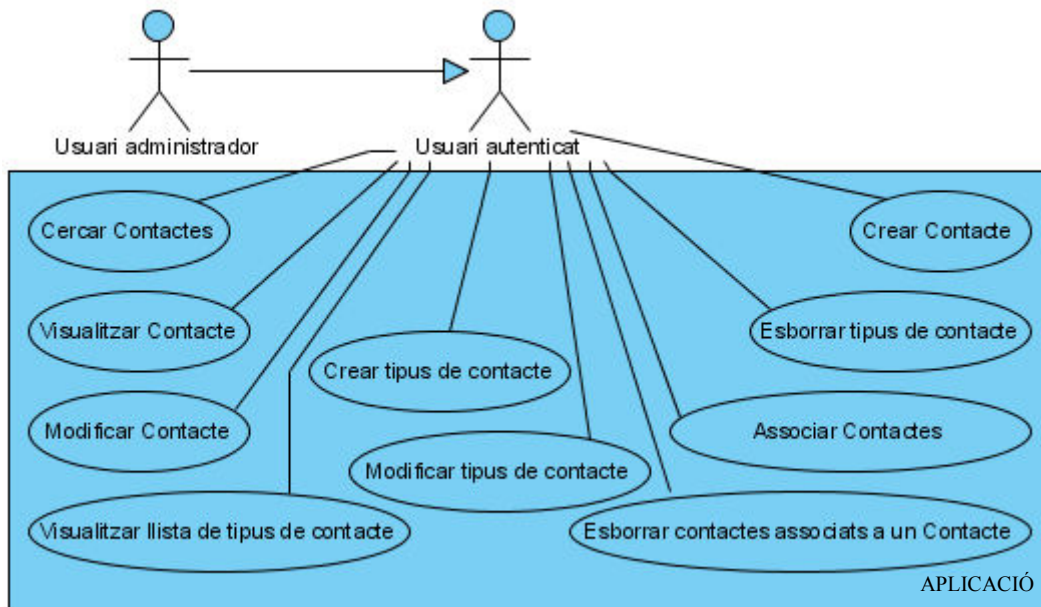 Usuari administrador
Usuari autenticat
Cercar Contactes
Crear Contacte
Visualitzar Contacte
Esborrar tipus de contacte
Crear tipus de contacte
Modificar Contacte
Associar Contactes
Modificar tipus de contacte
Visualitzar llista de tipus de contacte
Esborrar contactes associats a un Contacte
APLICACIÓ